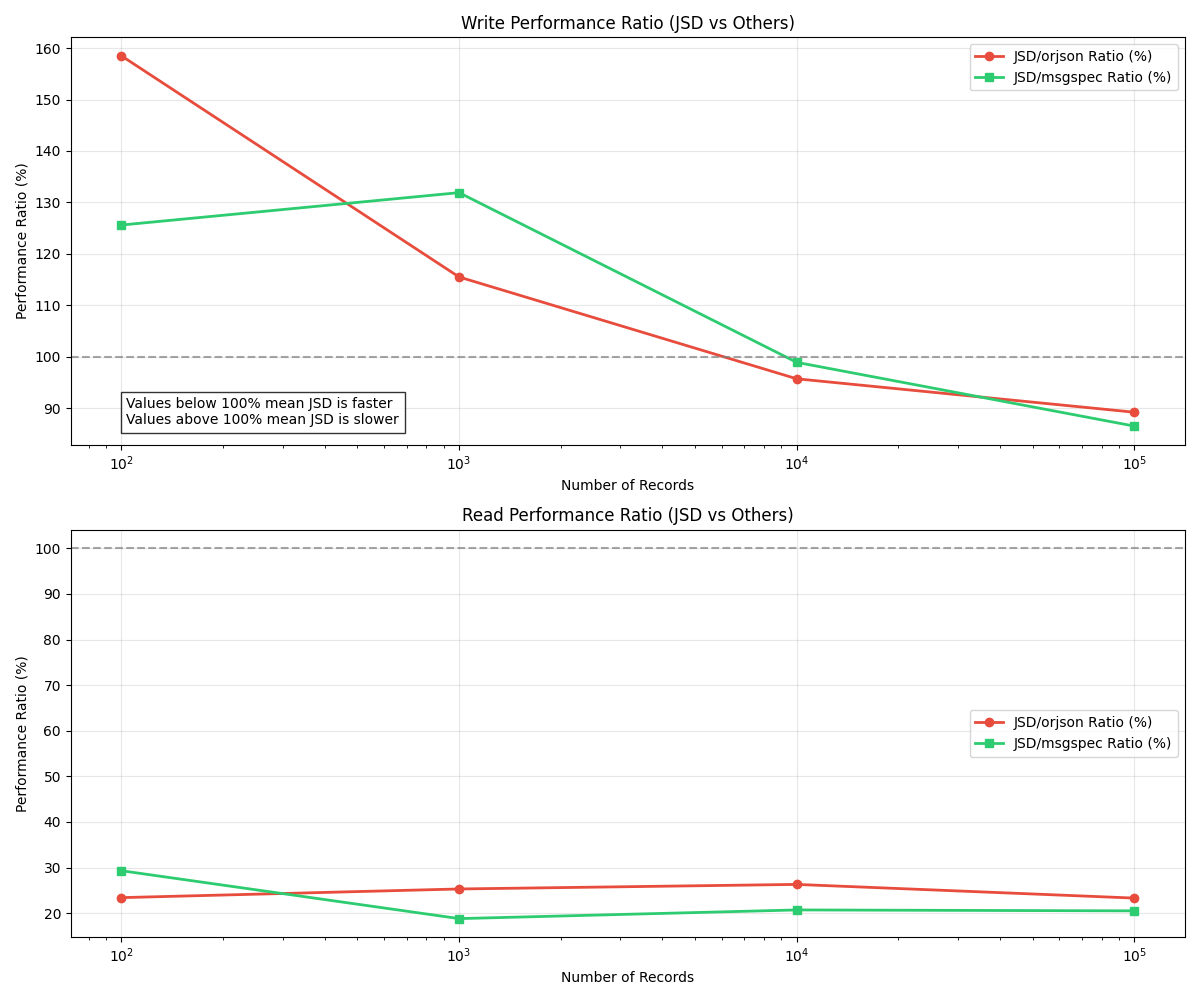 Write Performance Ratio (JSD vs Others)
Performance Ratio (%)
160
150
140
130
120
110
100
90
JSD/orjson Ratio (%)
JSD/msgspec Ratio (%)
Values below 100% mean JSD is faster
Values above 100% mean JSD is slower
10²
10³
10⁴
10⁵
Number of Records
Read Performance Ratio (JSD vs Others)
Performance Ratio (%)
100
90
80
70
60
50
40
30
20
JSD/orjson Ratio (%)
JSD/msgspec Ratio (%)
10²
10³
10⁴
10⁵
Number of Records